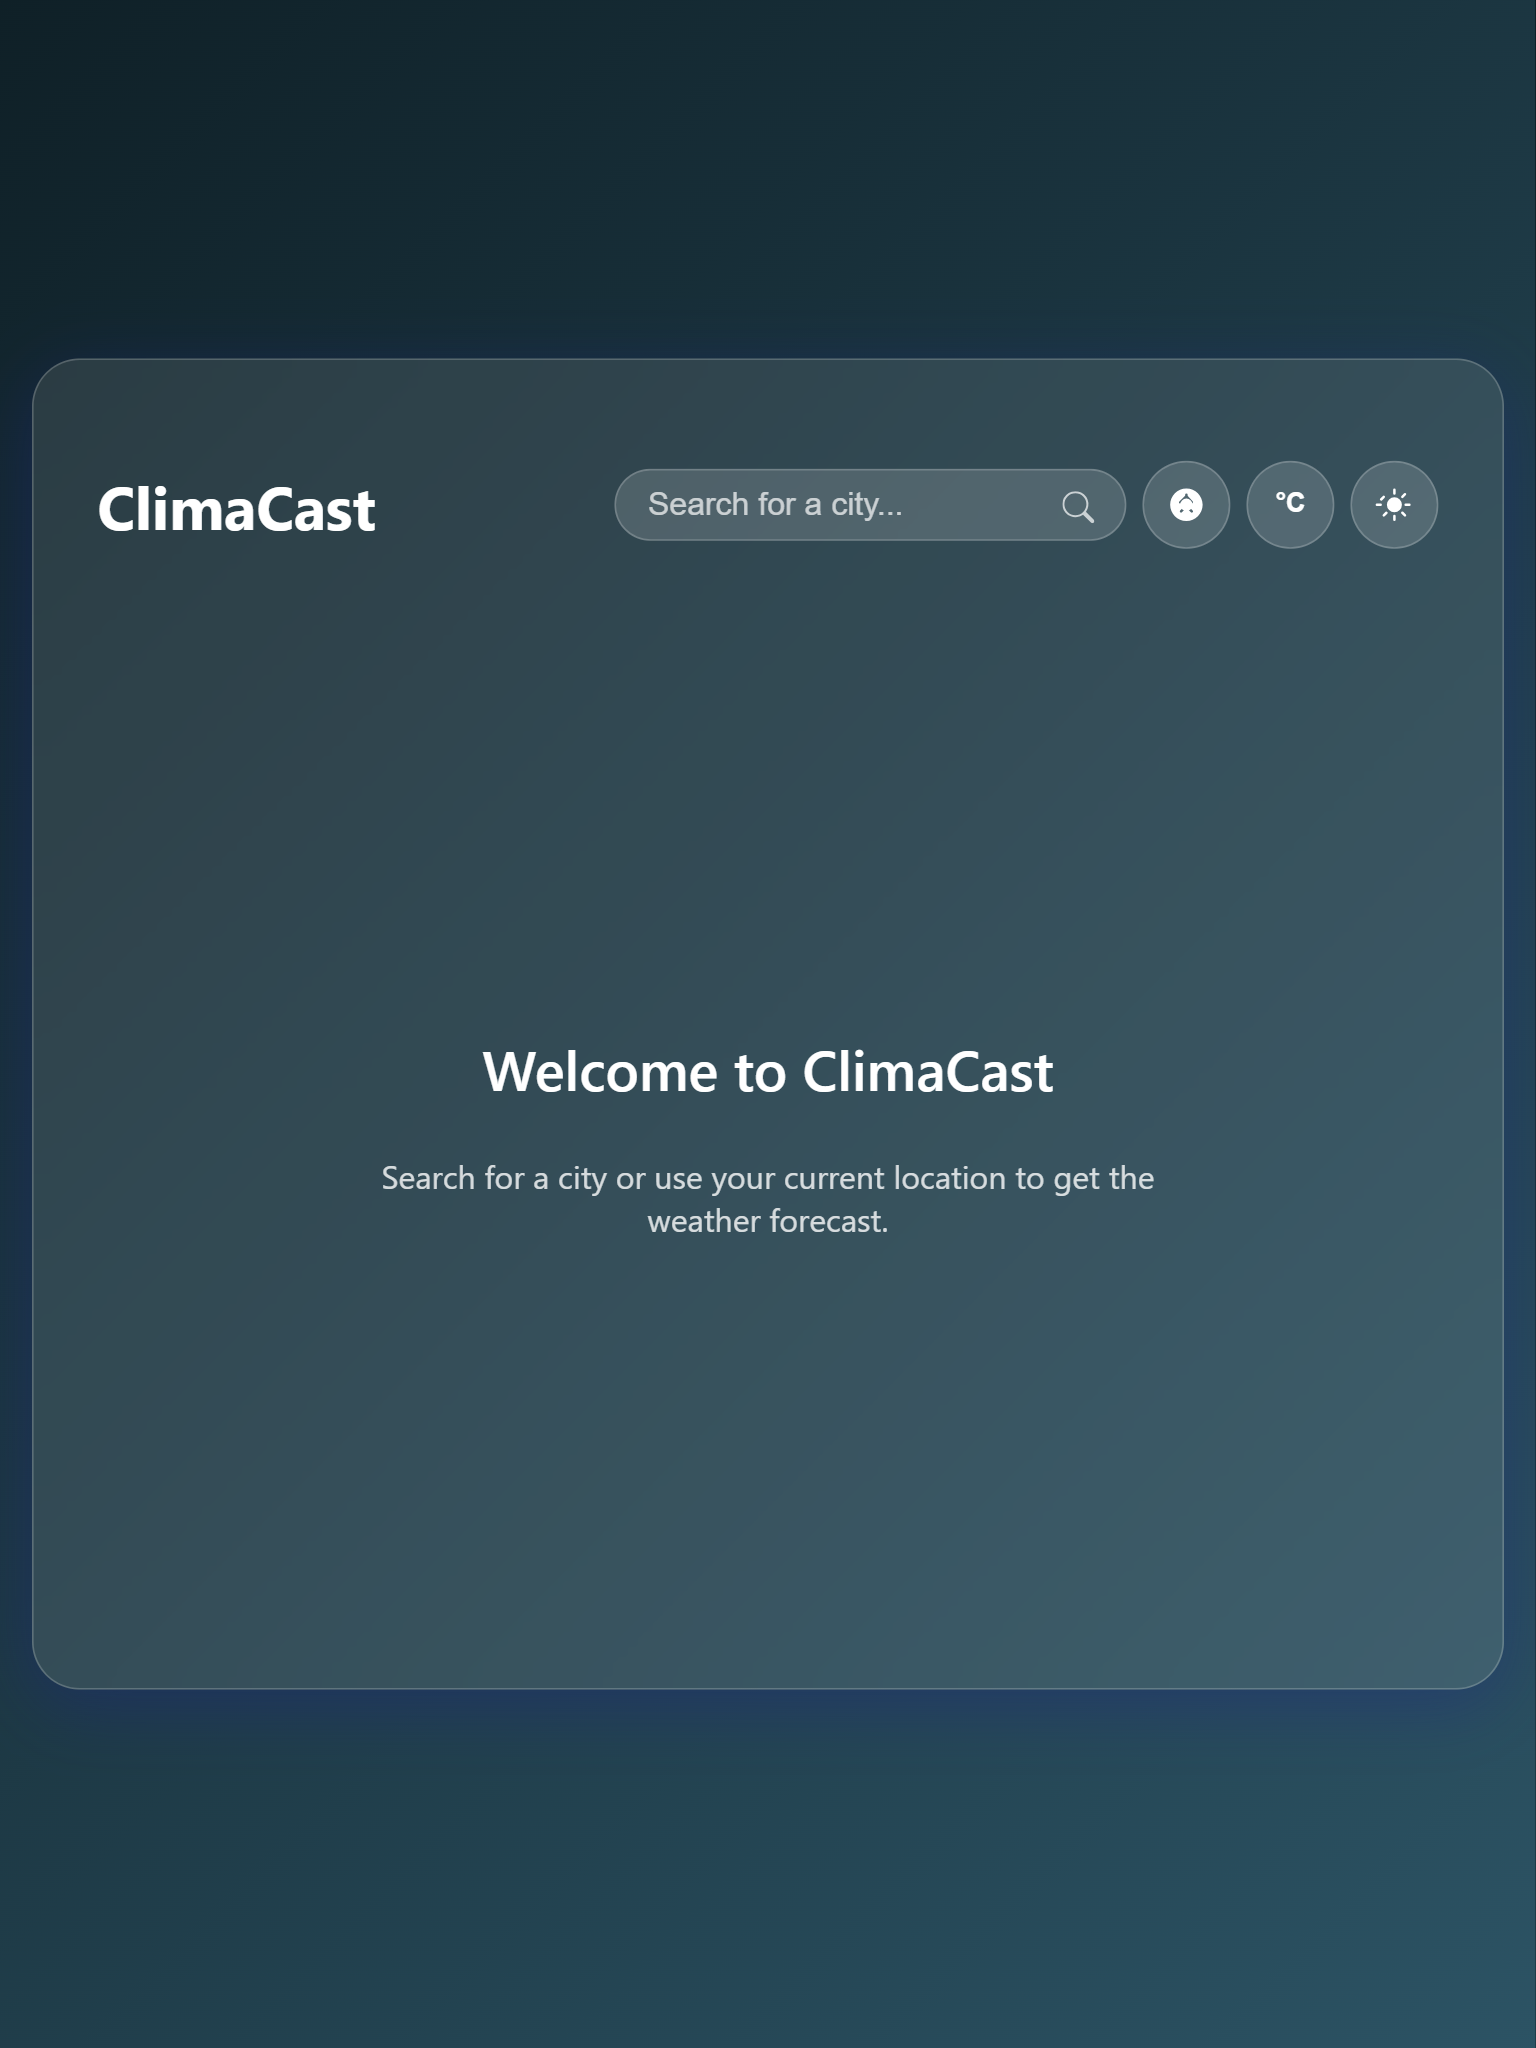 ClimaCast
Search for a city...
°C
Welcome to ClimaCast
Search for a city or use your current location to get the
weather forecast.